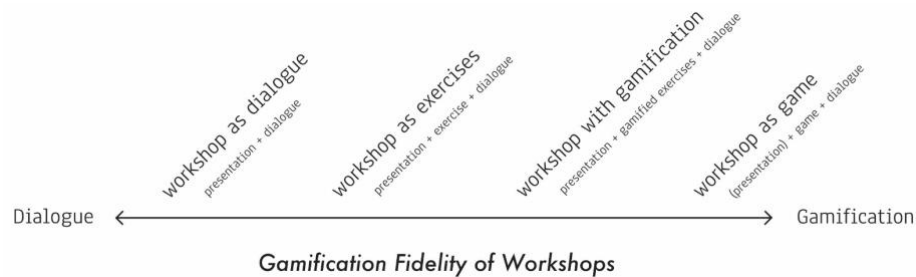 workshop as dialogue
presentation + dialogue
workshop as exercises
presentation + exercise + dialogue
workshop with gamification
presentation + gamified exercises + dialogue
workshop as game
(presentation) + game + dialogue
Dialogue
Gamification
Gamification Fidelity of Workshops